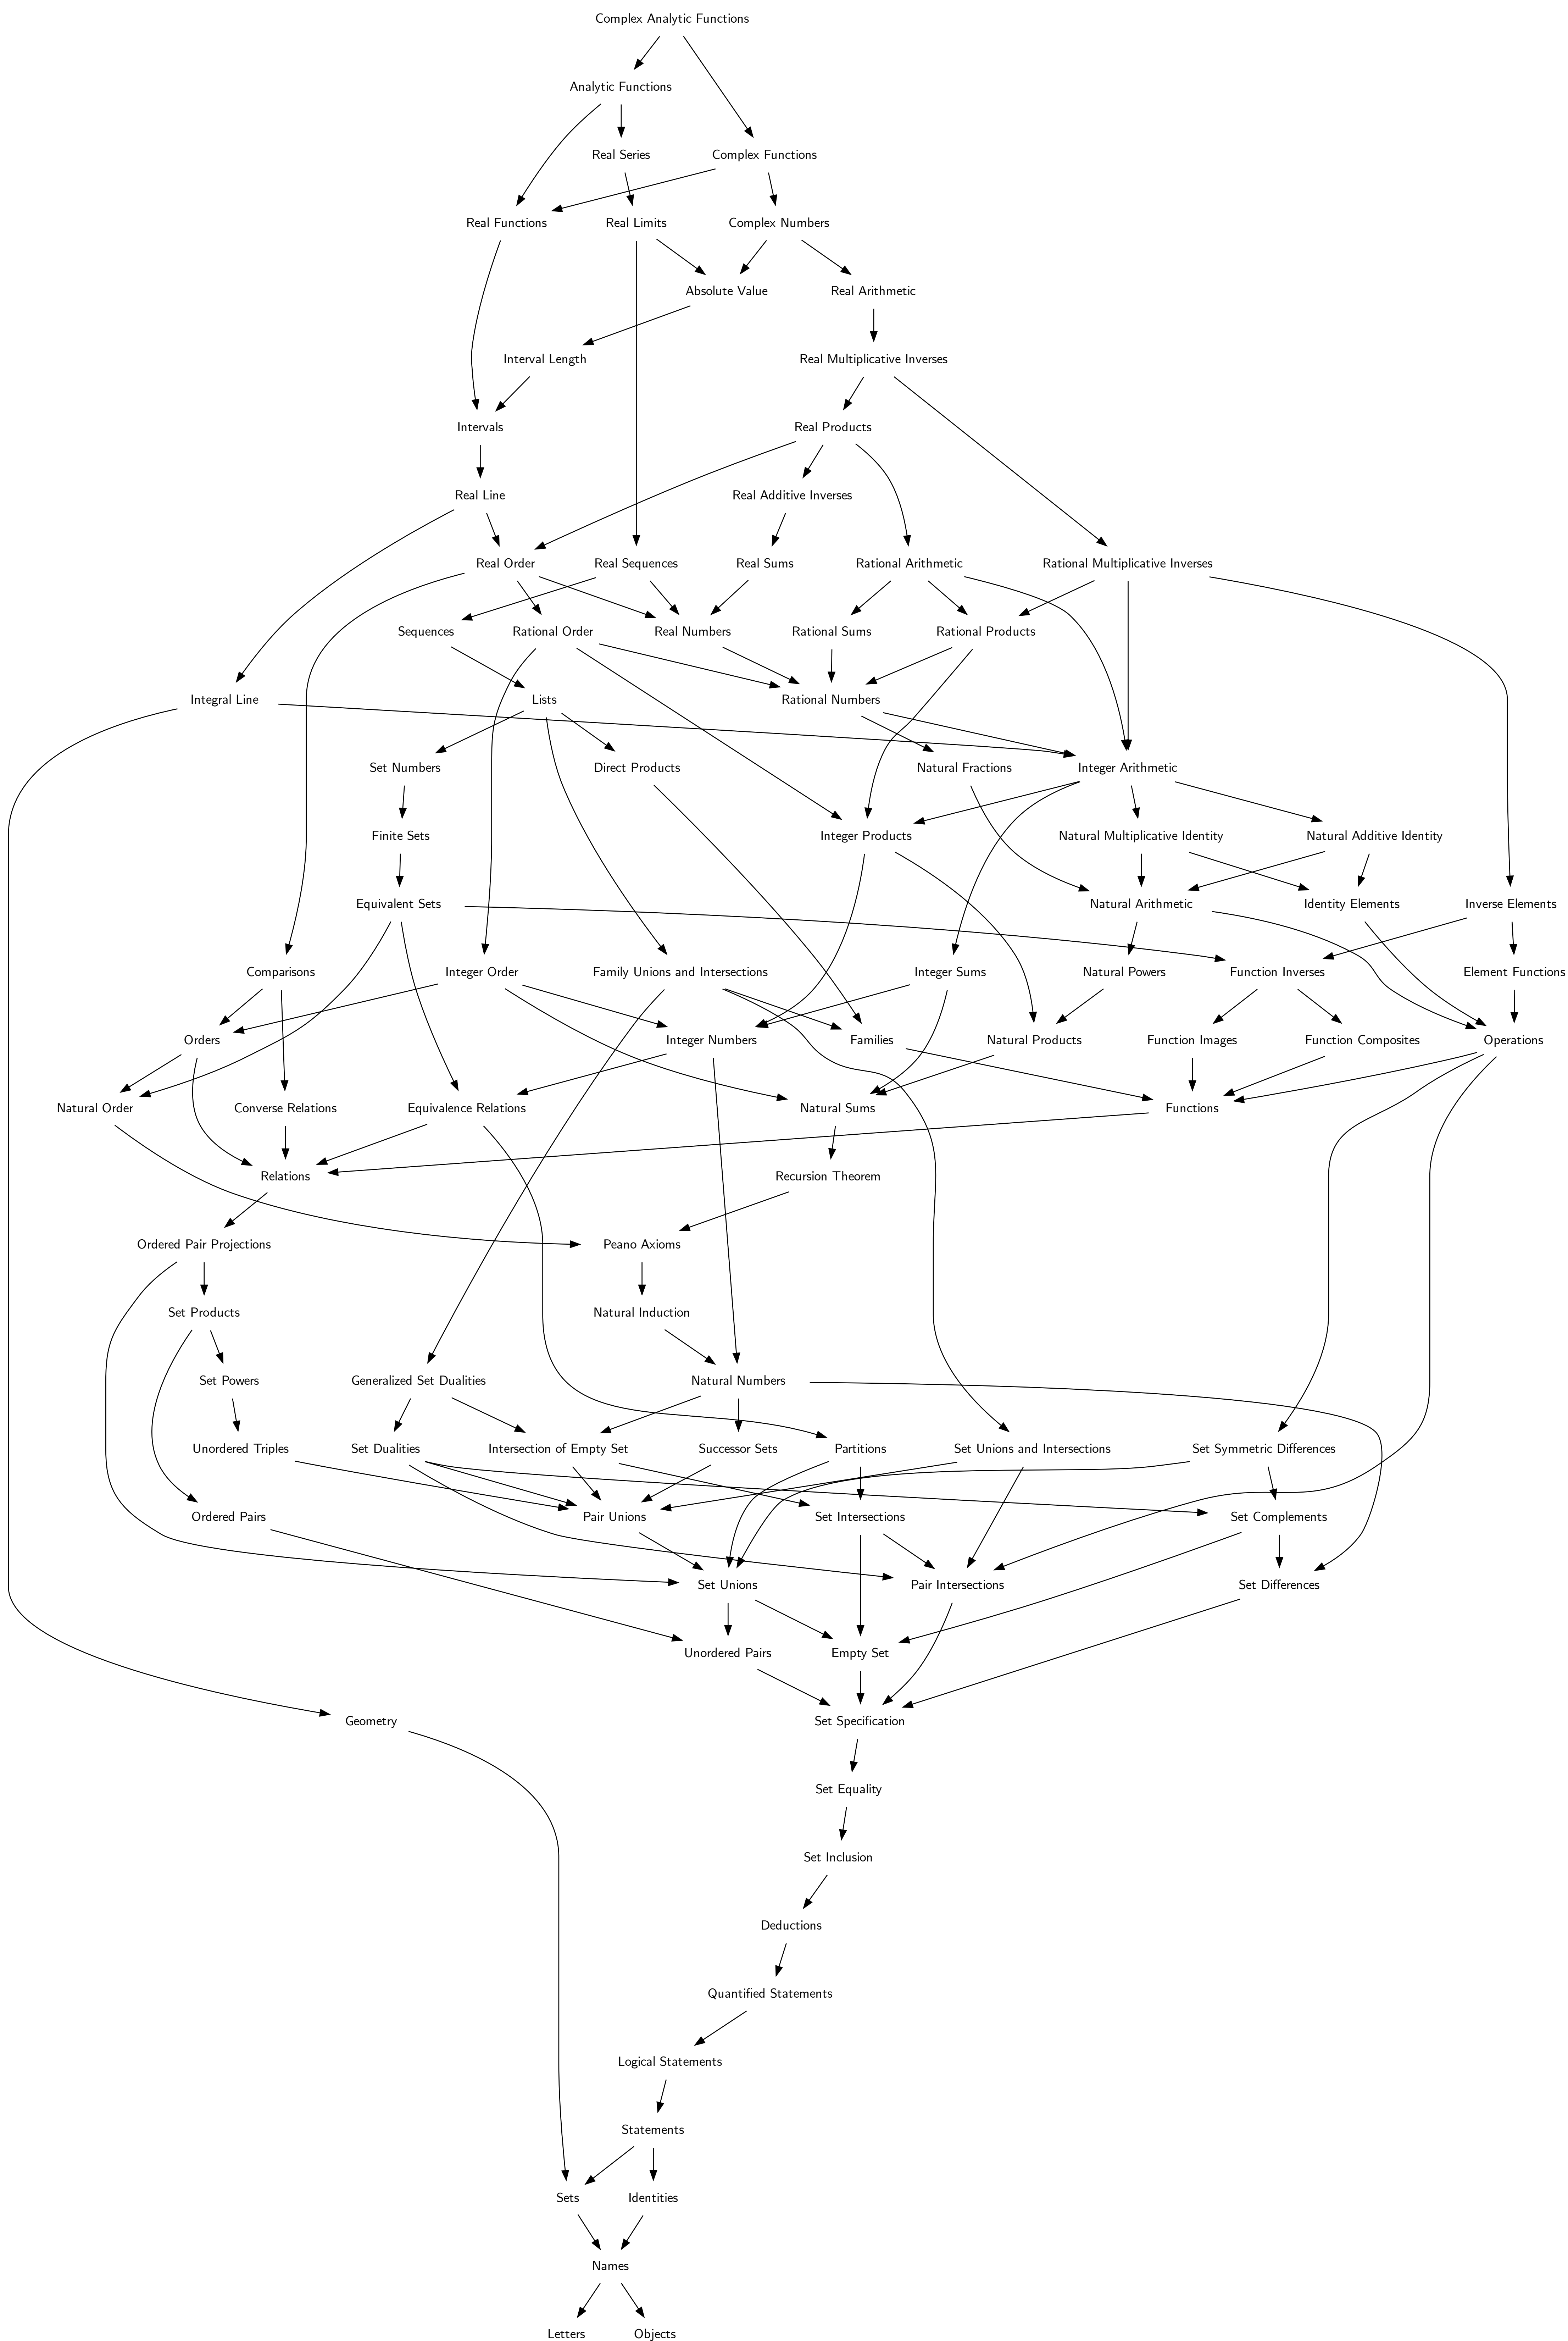 Complex Analytic Functions
Analytic Functions
Real Series
Complex Functions
Real Functions
Real Limits
Complex Numbers
Absolute Value
Real Arithmetic
Interval Length
Real Multiplicative Inverses
Intervals
Real Products
Real Line
Real Additive Inverses
Real Order
Real Sequences
Real Sums
Rational Arithmetic
Rational Multiplicative Inverses
Sequences
Rational Order
Real Numbers
Rational Sums
Rational Products
Integral Line
Lists
Rational Numbers
Set Numbers
Direct Products
Natural Fractions
Integer Arithmetic
Finite Sets
Integer Products
Natural Multiplicative Identity
Natural Additive Identity
Equivalent Sets
Natural Arithmetic
Identity Elements
Inverse Elements
Comparisons
Integer Order
Family Unions and Intersections
Integer Sums
Natural Powers
Function Inverses
Element Functions
Orders
Integer Numbers
Families
Natural Products
Function Images
Function Composites
Operations
Natural Order
Converse Relations
Equivalence Relations
Natural Sums
Functions
Relations
Recursion Theorem
Ordered Pair Projections
Peano Axioms
Set Products
Natural Induction
Set Powers
Generalized Set Dualities
Natural Numbers
Unordered Triples
Set Dualities
Intersection of Empty Set
Successor Sets
Partitions
Set Unions and Intersections
Set Symmetric Differences
Ordered Pairs
Pair Unions
Set Intersections
Set Complements
Set Unions
Pair Intersections
Set Differences
Unordered Pairs
Empty Set
Geometry
Set Specification
Set Equality
Set Inclusion
Deductions
Quantified Statements
Logical Statements
Statements
Sets
Identities
Names
Letters
Objects